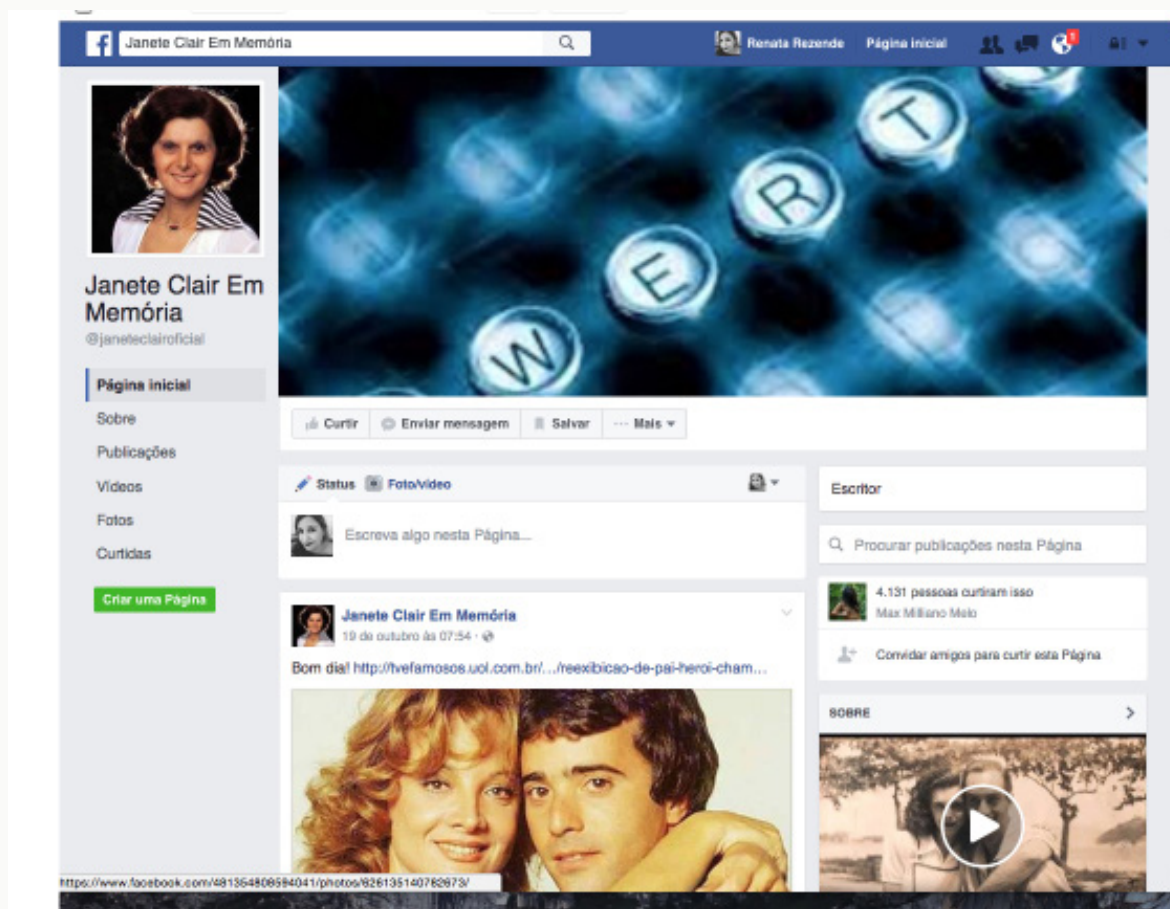 f Janete Clair Em Memória
Renata Rezende Página inicial 1
T
R
E
W
Janete Clair Em
Memória
@janeteclairoficial
Página inicial
Sobre
Publicações
Vídeos
Fotos
Curtidas
Criar uma Página
Curtir Enviar mensagem Salvar ··· Mais
Status Foto/vídeo
Escreva algo nesta Página...
Janete Clair Em Memória
19 de outubro às 07:54 ·
Bom dia! http://tvefamosos.uol.com.br/.../reexibicao-de-pai-heroi-cham...
Escritor
Procurar publicações nesta Página
4.131 pessoas curtiram isso
Max Milliano Melo
Convidar amigos para curtir esta Página
SOBRE
https://www.facebook.com/481354808594041/photos/626135140762673/